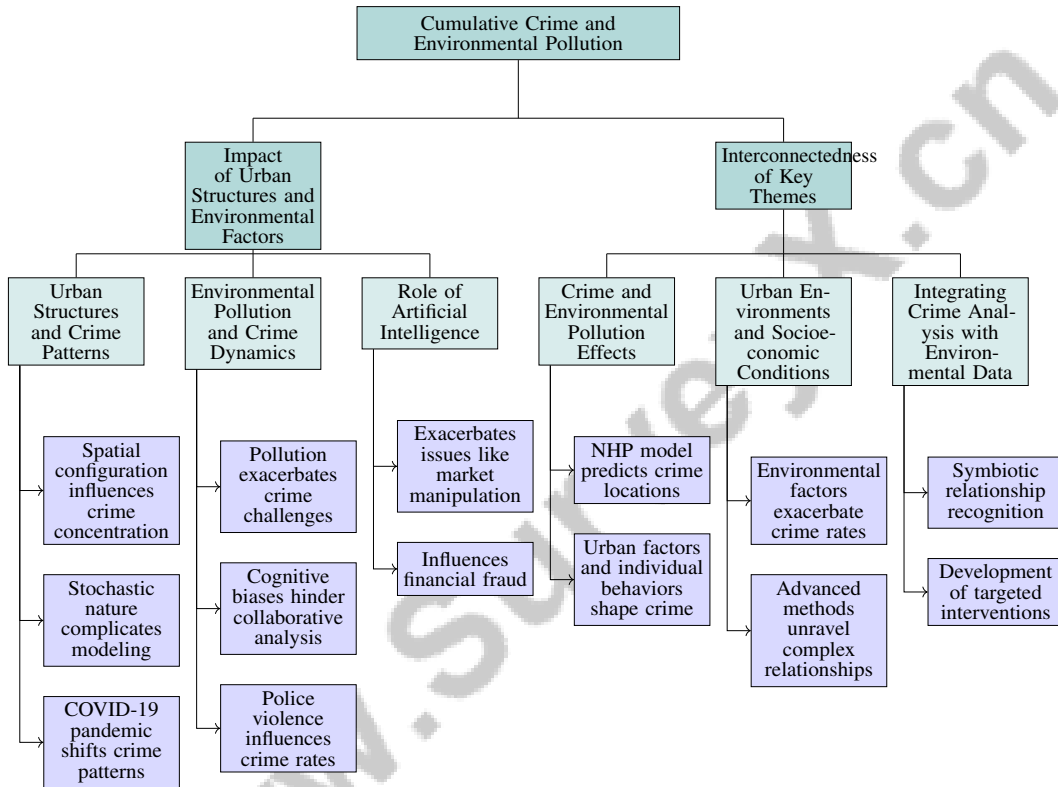 Cumulative Crime and
Environmental Pollution
Impact
of Urban
Structures and
Environmental
Factors
Interconnectedness
of Key
Themes
Urban
Structures
and Crime
Patterns
Environmental
Pollution
and Crime
Dynamics
Role of
Artificial
Intelligence
Crime and
Environmental
Pollution
Effects
Urban En-
vironments
and Socioe-
conomic
Conditions
Integrating
Crime Anal-
ysis with
Environ-
mental Data
Spatial
configuration
influences
crime
concentration
Stochastic
nature
complicates
modeling
COVID-19
pandemic
shifts crime
patterns
Pollution
exacerbates
crime
challenges
Cognitive
biases hinder
collaborative
analysis
Police
violence
influences
crime rates
Exacerbates
issues like
market
manipulation
Influences
financial fraud
NHP model
predicts crime
locations
Urban factors
and individual
behaviors
shape crime
Environmental
factors
exacerbate
crime rates
Advanced
methods
unravel
complex
relationships
Symbiotic
relationship
recognition
Development
of targeted
interventions
www.Surveyx.cn